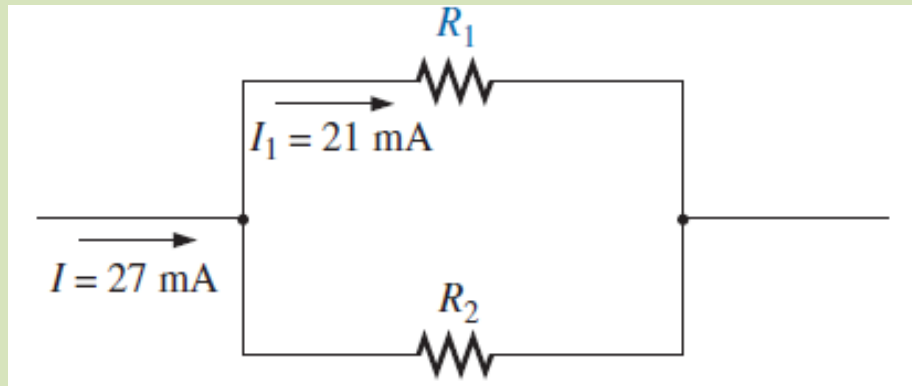 R₁
I₁ = 21 mA
I = 27 mA
R₂